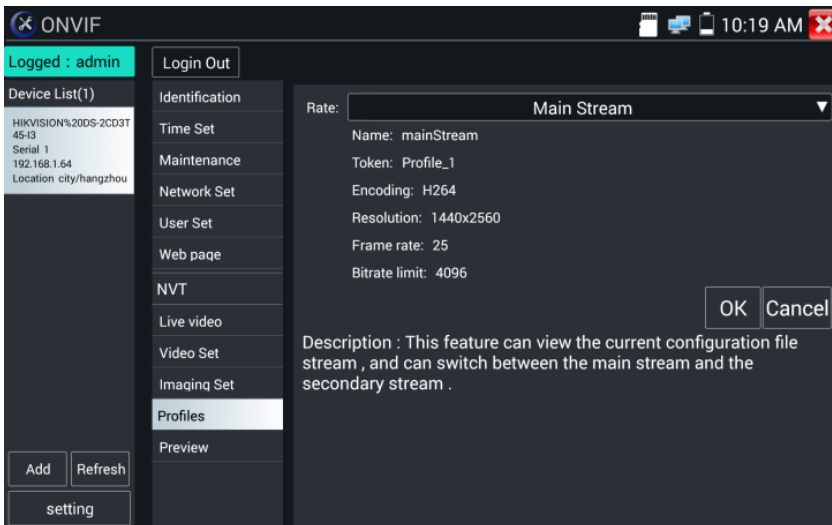 ONVIF
10:19 AM
Logged : admin
Login Out
Device List(1)
HIKVISION%20DS-2CD3T
45-I3
Serial 1
192.168.1.64
Location city/hangzhou
Add
Refresh
setting
Identification
Time Set
Maintenance
Network Set
User Set
Web page
NVT
Live video
Video Set
Imaging Set
Profiles
Preview
Rate:
Main Stream
Name: mainStream
Token: Profile_1
Encoding: H264
Resolution: 1440x2560
Frame rate: 25
Bitrate limit: 4096
OK
Cancel
Description : This feature can view the current configuration file
stream , and can switch between the main stream and the
secondary stream .